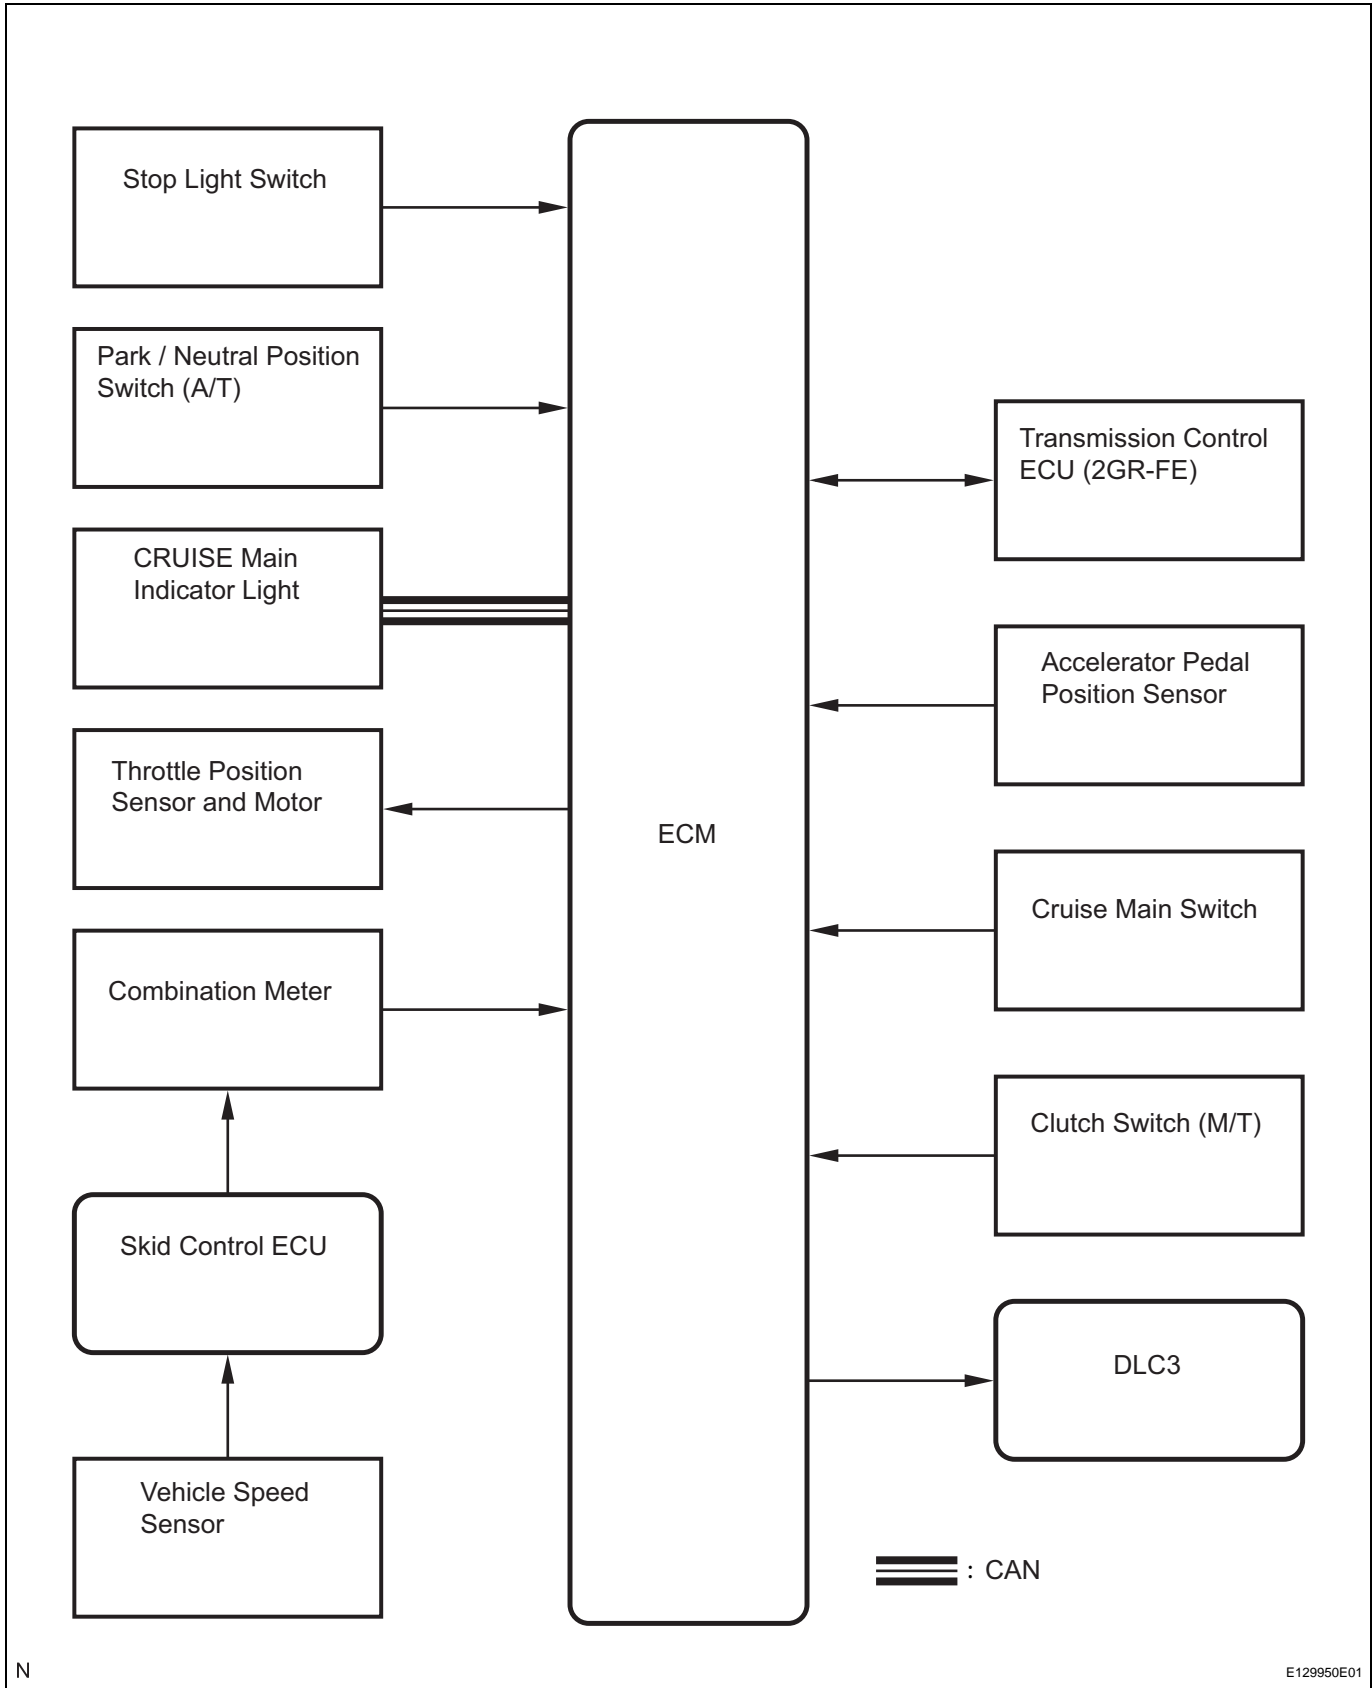 Stop Light Switch
Park / Neutral Position
Switch (A/T)
CRUISE Main
Indicator Light
Throttle Position
Sensor and Motor
Combination Meter
Skid Control ECU
Vehicle Speed
Sensor
ECM
Transmission Control
ECU (2GR-FE)
Accelerator Pedal
Position Sensor
Cruise Main Switch
Clutch Switch (M/T)
DLC3
: CAN
N
E129950E01